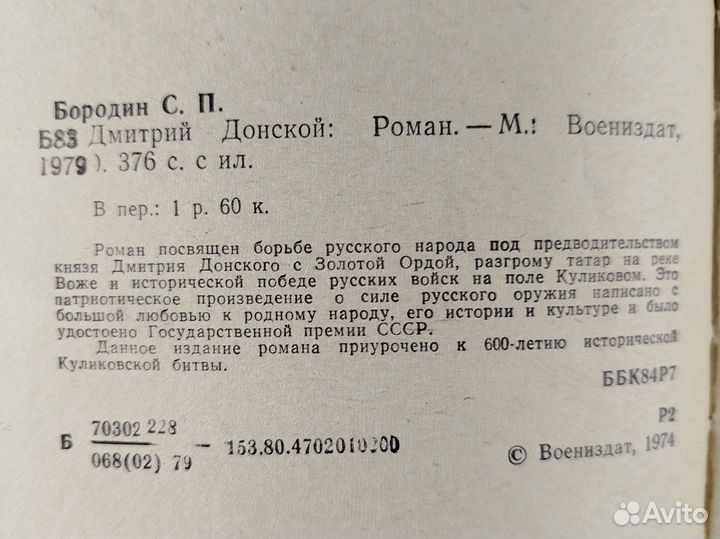 Бородин С. П.
Б83 Дмитрий Донской: Роман. — М.: Воениздат,
1979). 376 с. с ил.
В пер.: 1 р. 60 к.
Роман посвящен борьбе русского народа под предводительством
князя Дмитрия Донского с Золотой Ордой, разгрому татар на реке
Воже и исторической победе русских войск на поле Куликовом. Это
патриотическое произведение о силе русского оружия написано с
большой любовью к родному народу, его истории и культуре и было
удостоено Государственной премии СССР.
Данное издание романа приурочено к 600-летию исторической
Куликовской битвы.
ББК84Р7
Р2
Б 70302 228
068(02) 79 – 153.80.4702010200
© Воениздат, 1974
Avito